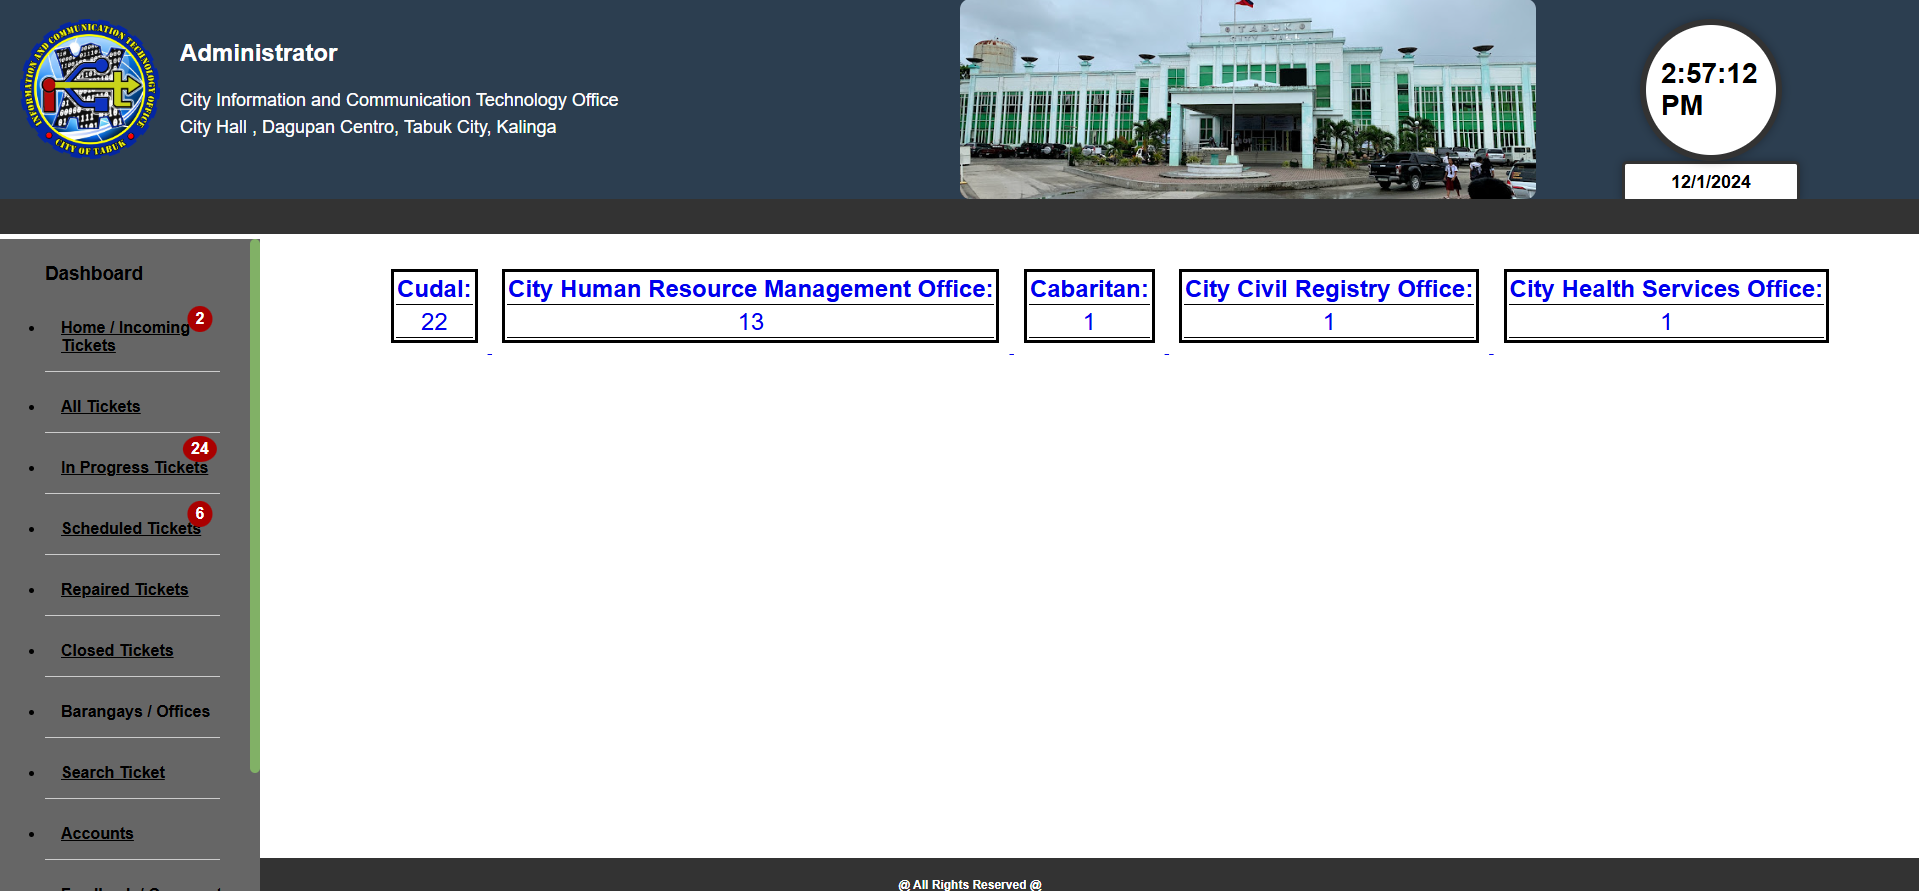 INFORMATION AND COMMUNICATION TECHNOLOGY OFFICE
ict
CITY OF TABUK
Administrator
City Information and Communication Technology Office
City Hall , Dagupan Centro, Tabuk City, Kalinga
TABUK
CITY HALL
2:57:12
PM
12/1/2024
Dashboard
Home / Incoming
Tickets
2
All Tickets
In Progress Tickets
24
Scheduled Tickets
6
Repaired Tickets
Closed Tickets
Barangays / Offices
Search Ticket
Accounts
Cudal:
22
City Human Resource Management Office:
13
Cabaritan:
1
City Civil Registry Office:
1
City Health Services Office:
1
@ All Rights Reserved @